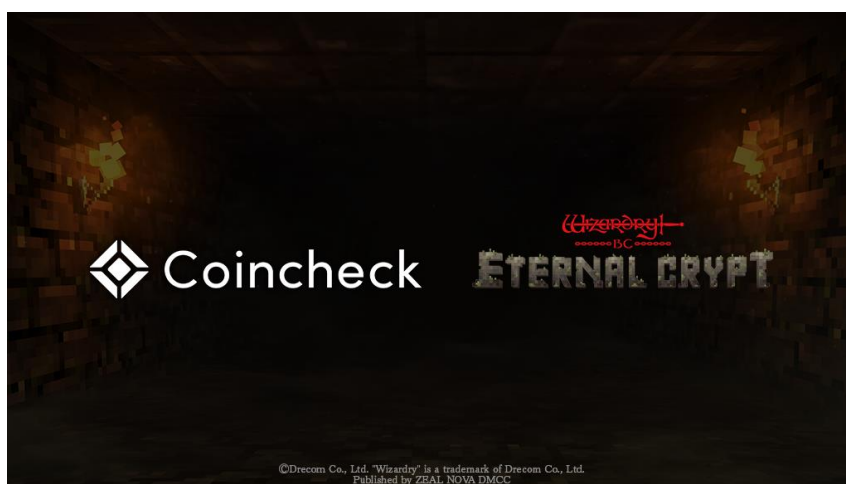 Coincheck
Wizardry
BC
ETERNAL CRYPT
©Drecom Co., Ltd. "Wizardry" is a trademark of Drecom Co., Ltd.
Published by ZEAL NOVA DMCC